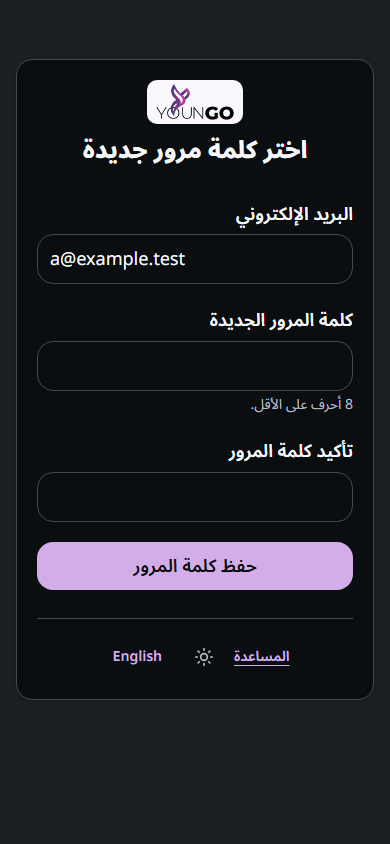 YOUNGO
اختر كلمة مرور جديدة
البريد الإلكتروني
a@example.test
كلمة المرور الجديدة
8 أحرف على الأقل.
تأكيد كلمة المرور
حفظ كلمة المرور
المساعدة English